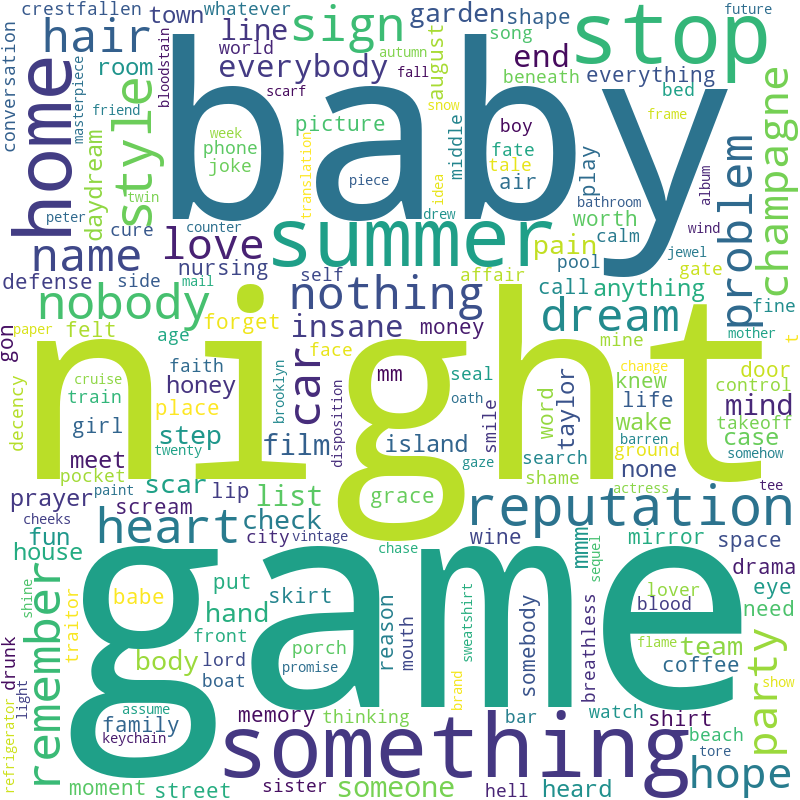 crestfallen
town
whatever
line
sign
garden
shape
stop
future
hair
world
song
conversation
room
masterpiece
bloodstain
everybody
autumn
fall
august
end
beneath
everything
bed
home
style
friend
scarf
baby
snow
frame
champagne
week
phone
joke
picture
translation
middle
boy
fate
tale
play
problem
daydream
piece
idea
air
album
twin
bathroom
peter
cure
counter
drew
worth
wind
name
love
summer
pain
calm
jewel
defense
side
nursing
mail
self
affair
pool
gate
mother
nobody
nothing
call
anything
fine
gon
paper
felt
age
forget
insane
money
dream
mine
t
face
car
night
change
door
decency
cruise
train
faith
honey
brooklyn
mm
seal
knew
control
girl
place
disposition
oath
smile
word
taylor
life
mind
meet
step
film
island
wake
barren
takeoff
twenty
gaze
search
ground
case
somehow
pocket
scar
lip
list
grace
shame
none
actress
tee
prayer
paint
scream
reputation
cheeks
heart
check
city
vintage
wine
mmm
mirror
space
fun
chase
sequel
house
game
drama
remember
shine
traitor
babe
put
skirt
reason
sweatshirt
breathless
lover
blood
eye
need
hand
front
porch
mouth
somebody
flame
team
party
drunk
light
body
lord
promise
coffee
boat
brand
show
refrigerator
assume
family
memory
thinking
bar
watch
shirt
beach
keychain
something
tore
moment
street
sister
someone
hell
heard
hope